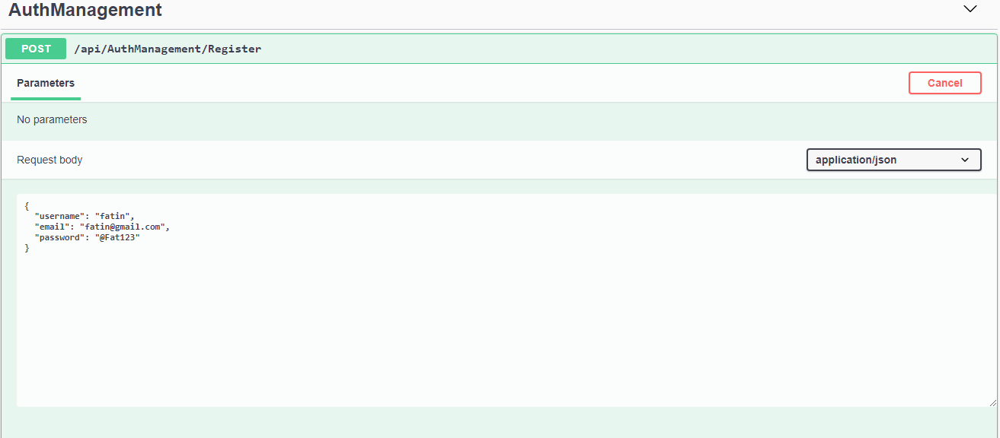 AuthManagement
POST /api/AuthManagement/Register
Parameters Cancel
No parameters
Request body application/json
{
  "username": "fatin",
  "email": "fatin@gmail.com",
  "password": "@Fat123"
}